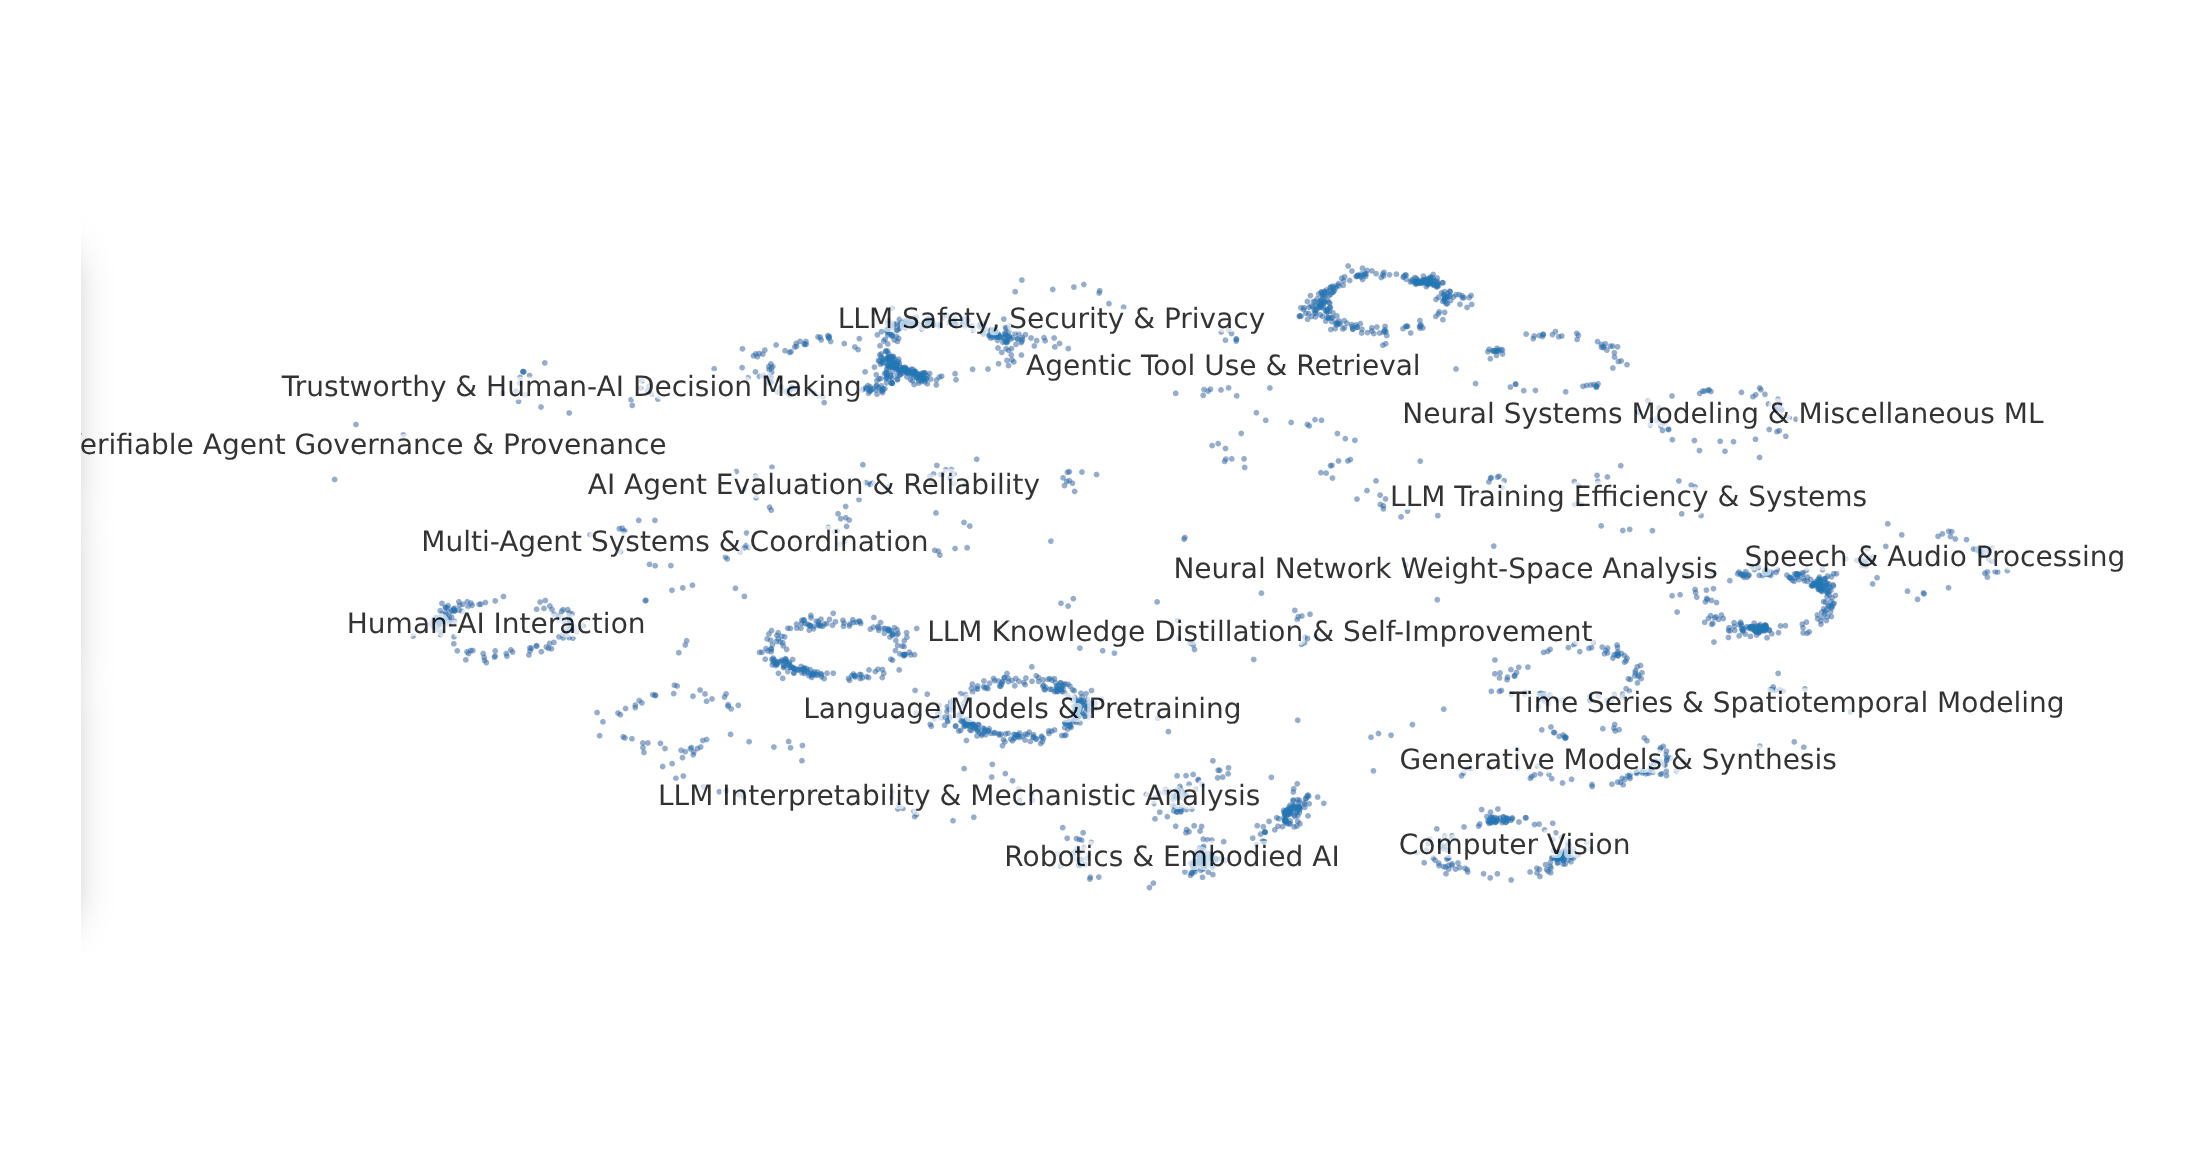 LLM Safety, Security & Privacy
Agentic Tool Use & Retrieval
Trustworthy & Human-AI Decision Making
Neural Systems Modeling & Miscellaneous ML
erifiable Agent Governance & Provenance
AI Agent Evaluation & Reliability
LLM Training Efficiency & Systems
Multi-Agent Systems & Coordination
Speech & Audio Processing
Neural Network Weight-Space Analysis
Human-AI Interaction
LLM Knowledge Distillation & Self-Improvement
Time Series & Spatiotemporal Modeling
Language Models & Pretraining
Generative Models & Synthesis
LLM Interpretability & Mechanistic Analysis
Computer Vision
Robotics & Embodied AI